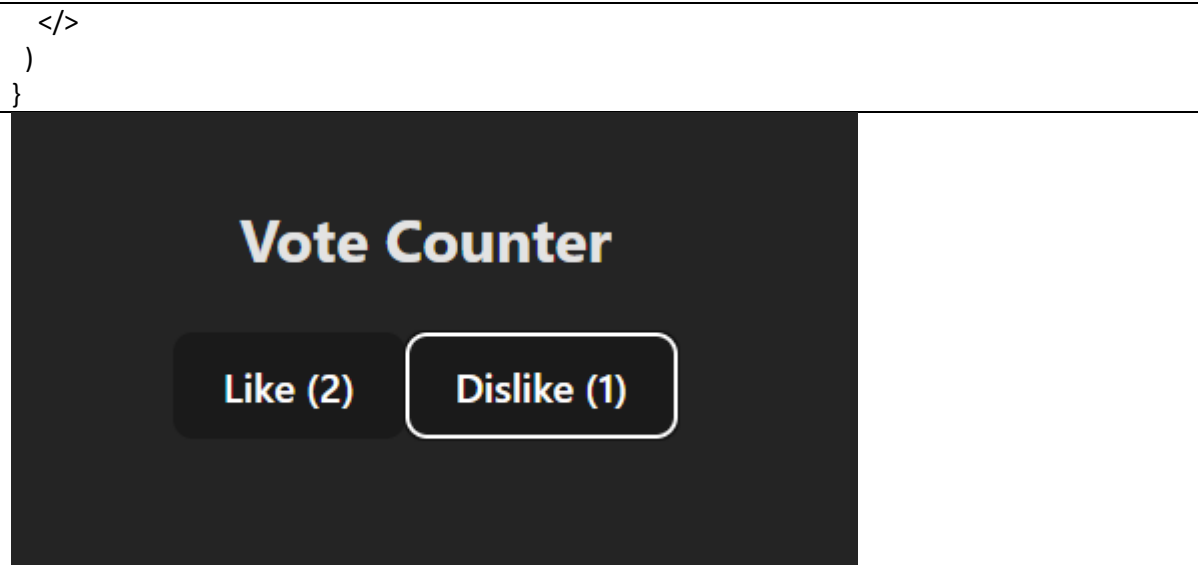 </>
)
}
Vote Counter
Like (2)
Dislike (1)